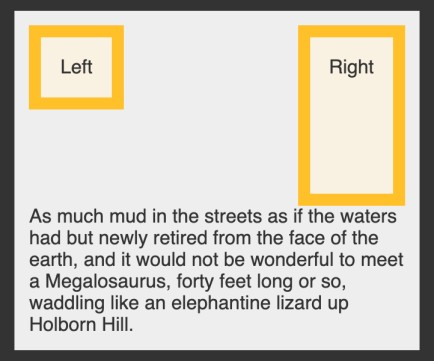 Left
Right
As much mud in the streets as if the waters
had but newly retired from the face of the
earth, and it would not be wonderful to meet
a Megalosaurus, forty feet long or so,
waddling like an elephantine lizard up
Holborn Hill.